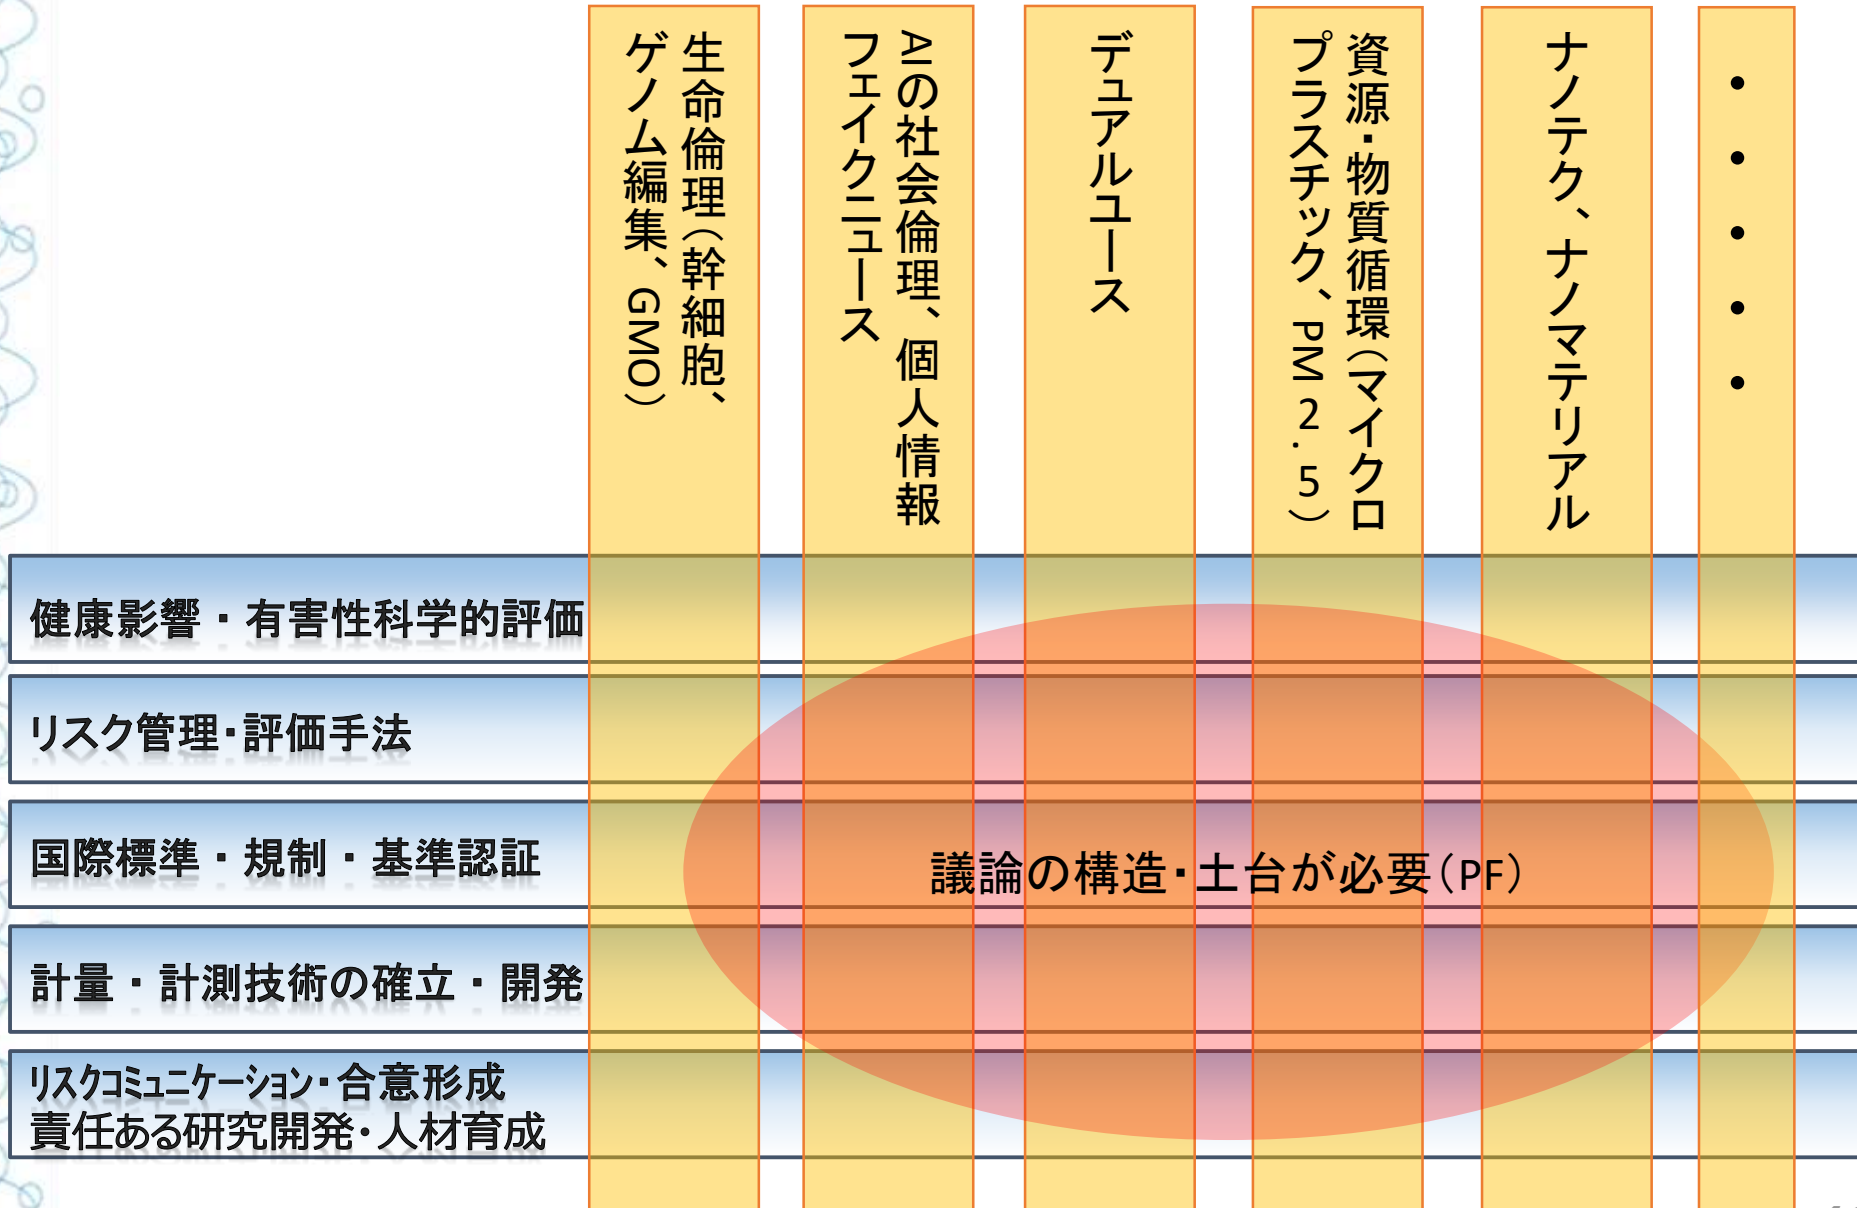 生命倫理（幹細胞、
ゲノム編集、GMO）
AIの社会倫理、個人情報
フェイクニュース
デュアルユース
資源・物質循環（マイクロ
プラスチック、PM2.5）
ナノテク、ナノマテリアル
・・・・・
健康影響・有害性科学的評価
リスク管理・評価手法
国際標準・規制・基準認証
議論の構造・土台が必要（PF）
計量・計測技術の確立・開発
リスクコミュニケーション・合意形成
責任ある研究開発・人材育成